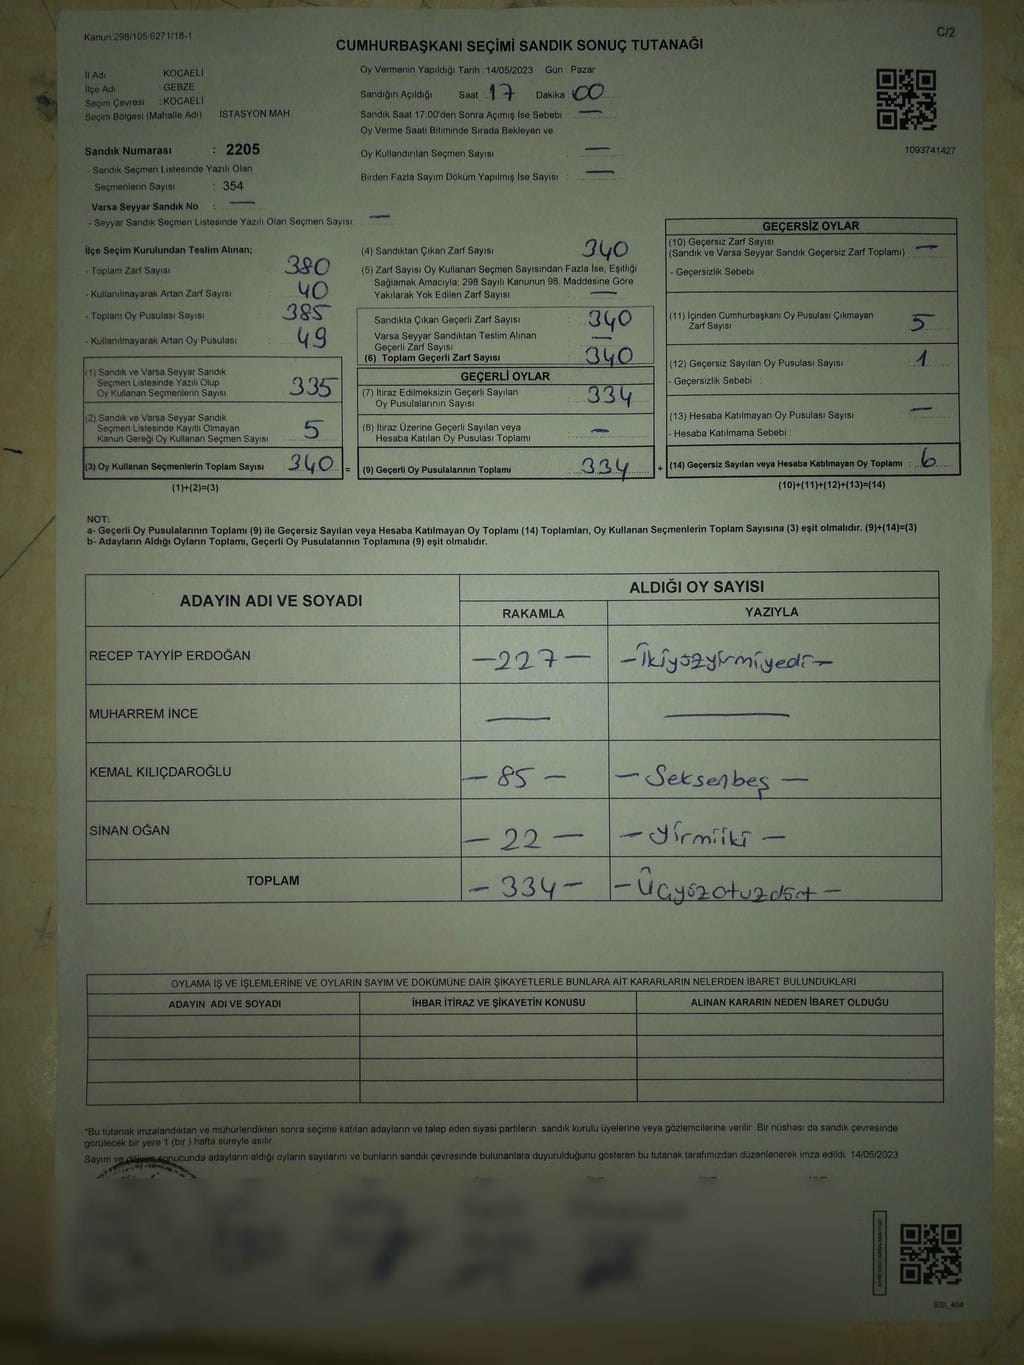 Kanun 298/105 6271/18-1
C/2
CUMHURBAŞKANI SEÇİMİ SANDIK SONUÇ TUTANAĞI
İl Adı KOCAELİ
İlçe Adı : GEBZE
Seçim Çevresi : KOCAELİ
Seçim Bölgesi (Mahalle Adı) İSTASYON MAH.
Sandık Numarası : 2205
- Sandık Seçmen Listesinde Yazılı Olan
Seçmenlerin Sayısı : 354
Varsa Seyyar Sandık No : —
- Seyyar Sandık Seçmen Listesinde Yazılı Olan Seçmen Sayısı: —
Oy Vermenin Yapıldığı Tarih : 14/05/2023 Gün : Pazar
Sandığın Açıldığı Saat : 17 Dakika : 00
Sandık Saat 17:00'den Sonra Açılmış İse Sebebi : —
Oy Verme Saati Bitiminde Sırada Bekleyen ve
Oy Kullandırılan Seçmen Sayısı : —
Birden Fazla Sayım Döküm Yapılmış İse Sayısı : —
1093741427
İlçe Seçim Kurulundan Teslim Alınan;
- Toplam Zarf Sayısı : 380
- Kullanılmayarak Artan Zarf Sayısı : 40
- Toplam Oy Pusulası Sayısı : 385
- Kullanılmayarak Artan Oy Pusulası : 49
(1) Sandık ve Varsa Seyyar Sandık
Seçmen Listesinde Yazılı Olup
Oy Kullanan Seçmenlerin Sayısı : 335
(2) Sandık ve Varsa Seyyar Sandık
Seçmen Listesinde Kayıtlı Olmayan
Kanun Gereği Oy Kullanan Seçmen Sayısı : 5
(3) Oy Kullanan Seçmenlerin Toplam Sayısı : 340 =
(1)+(2)=(3)
(4) Sandıktan Çıkan Zarf Sayısı : 340
(5) Zarf Sayısı Oy Kullanan Seçmen Sayısından Fazla İse, Eşitliği
Sağlamak Amacıyla; 298 Sayılı Kanunun 98. Maddesine Göre
Yakılarak Yok Edilen Zarf Sayısı : —
Sandıkta Çıkan Geçerli Zarf Sayısı : 340
Varsa Seyyar Sandıktan Teslim Alınan
Geçerli Zarf Sayısı : —
(6) Toplam Geçerli Zarf Sayısı : 340
GEÇERLİ OYLAR
(7) İtiraz Edilmeksizin Geçerli Sayılan
Oy Pusulalarının Sayısı : 334
(8) İtiraz Üzerine Geçerli Sayılan veya
Hesaba Katılan Oy Pusulası Toplamı : —
(9) Geçerli Oy Pusulalarının Toplamı : 334 +
GEÇERSİZ OYLAR
(10) Geçersiz Zarf Sayısı
(Sandık ve Varsa Seyyar Sandık Geçersiz Zarf Toplamı) : —
- Geçersizlik Sebebi :
(11) İçinden Cumhurbaşkanı Oy Pusulası Çıkmayan
Zarf Sayısı : 5
(12) Geçersiz Sayılan Oy Pusulası Sayısı : 1
- Geçersizlik Sebebi :
(13) Hesaba Katılmayan Oy Pusulası Sayısı : —
- Hesaba Katılmama Sebebi :
(14) Geçersiz Sayılan veya Hesaba Katılmayan Oy Toplamı : 6
(10)+(11)+(12)+(13)=(14)
NOT:
a- Geçerli Oy Pusulalarının Toplamı (9) ile Geçersiz Sayılan veya Hesaba Katılmayan Oy Toplamı (14) Toplamları, Oy Kullanan Seçmenlerin Toplam Sayısına (3) eşit olmalıdır. (9)+(14)=(3)
b- Adayların Aldığı Oyların Toplamı, Geçerli Oy Pusulalarının Toplamına (9) eşit olmalıdır.
ADAYIN ADI VE SOYADI ALDIĞI OY SAYISI
RAKAMLA YAZIYLA
RECEP TAYYİP ERDOĞAN —227— —İkiyüzyirmiyedi—
MUHARREM İNCE — —
KEMAL KILIÇDAROĞLU —85— —Seksenbeş—
SİNAN OĞAN —22— —Yirmiiki—
TOPLAM —334— —Üçyüzotuzdört—
OYLAMA İŞ VE İŞLEMLERİNE VE OYLARIN SAYIM VE DÖKÜMÜNE DAİR ŞİKAYETLERLE BUNLARA AİT KARARLARIN NELERDEN İBARET BULUNDUKLARI
ADAYIN ADI VE SOYADI İHBAR İTİRAZ VE ŞİKAYETİN KONUSU ALINAN KARARIN NEDEN İBARET OLDUĞU
*Bu tutanak imzalandıktan ve mühürlendikten sonra seçime katılan adayların ve talep eden siyasi partilerin sandık kurulu üyelerine veya gözlemcilerine verilir. Bir nüshası da sandık çevresinde
görülecek bir yere 1 (bir) hafta süreyle asılır.
Sayım ve döküm sonucunda adayların aldığı oyların sayılarını ve bunların sandık çevresinde bulunanlara duyurulduğunu gösteren bu tutanak tarafımızdan düzenlenerek imza edildi. 14/05/2023